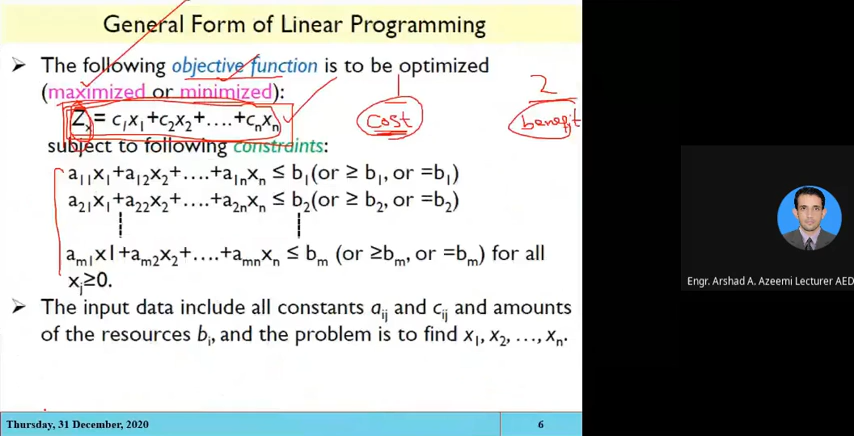 General Form of Linear Programming
➤ The following objective function is to be optimized
(maximized or minimized):
Zₓ = c₁x₁+c₂x₂+....+cₙxₙ
1
cost
2
benefit
subject to following constraints:
a₁₁x₁+a₁₂x₂+....+a₁ₙxₙ ≤ b₁(or ≥ b₁, or =b₁)
a₂₁x₁+a₂₂x₂+....+a₂ₙxₙ ≤ b₂(or ≥ b₂, or =b₂)
aₘ₁x1+aₘ₂x₂+....+aₘₙxₙ ≤ bₘ (or ≥bₘ, or =bₘ) for all
xⱼ≥0.
➤ The input data include all constants aᵢⱼ and cᵢⱼ and amounts
of the resources bᵢ, and the problem is to find x₁, x₂, ..., xₙ.
Thursday, 31 December, 2020
6
Engr. Arshad A. Azeemi Lecturer AED